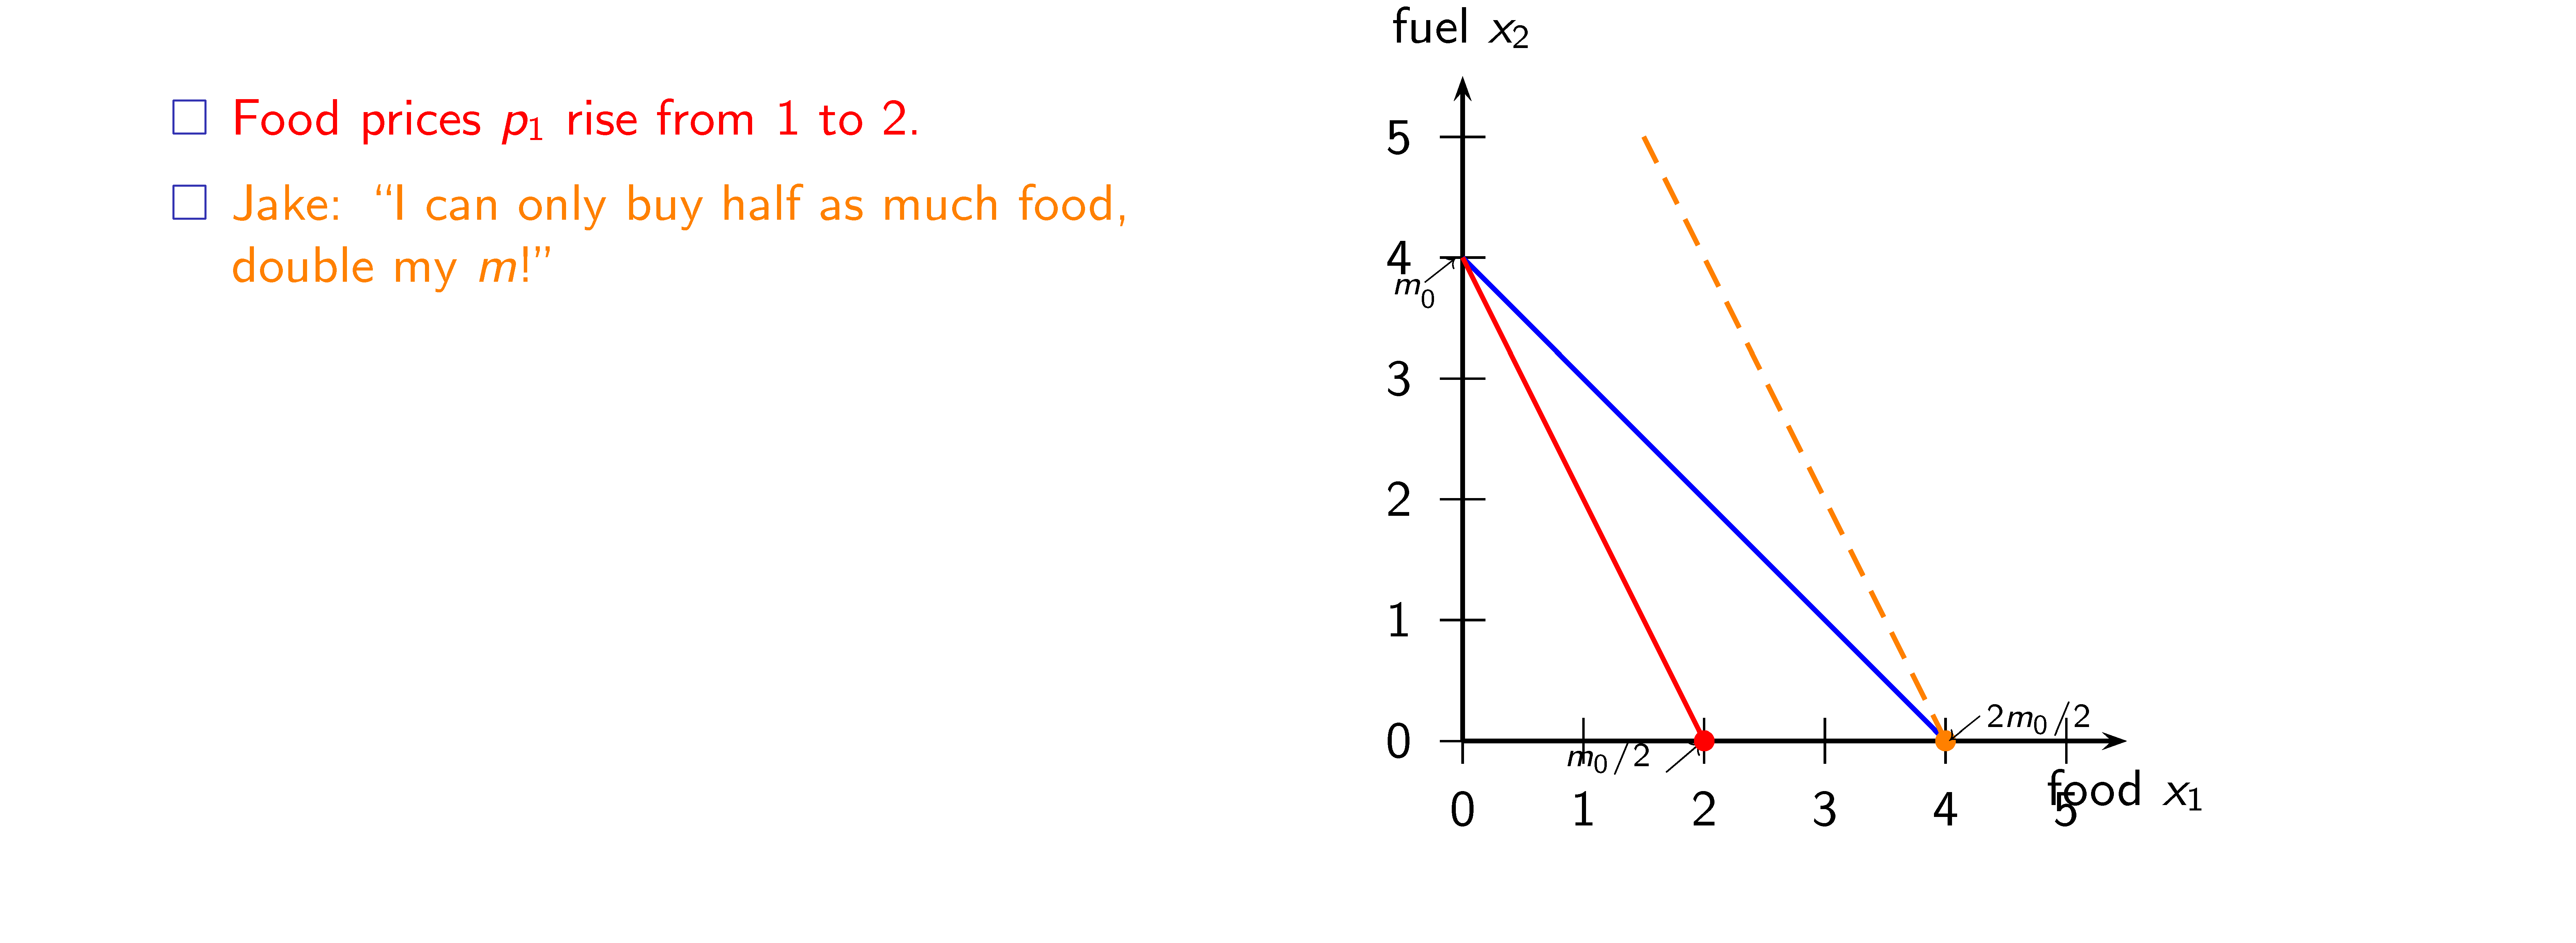 fuel x₂
Food prices p₁ rise from 1 to 2.
Jake: “I can only buy half as much food,
double my m!”
5
4
m₀
3
2
1
0
2m₀/2
m₀/2
food x₁
0 1 2 3 4 5